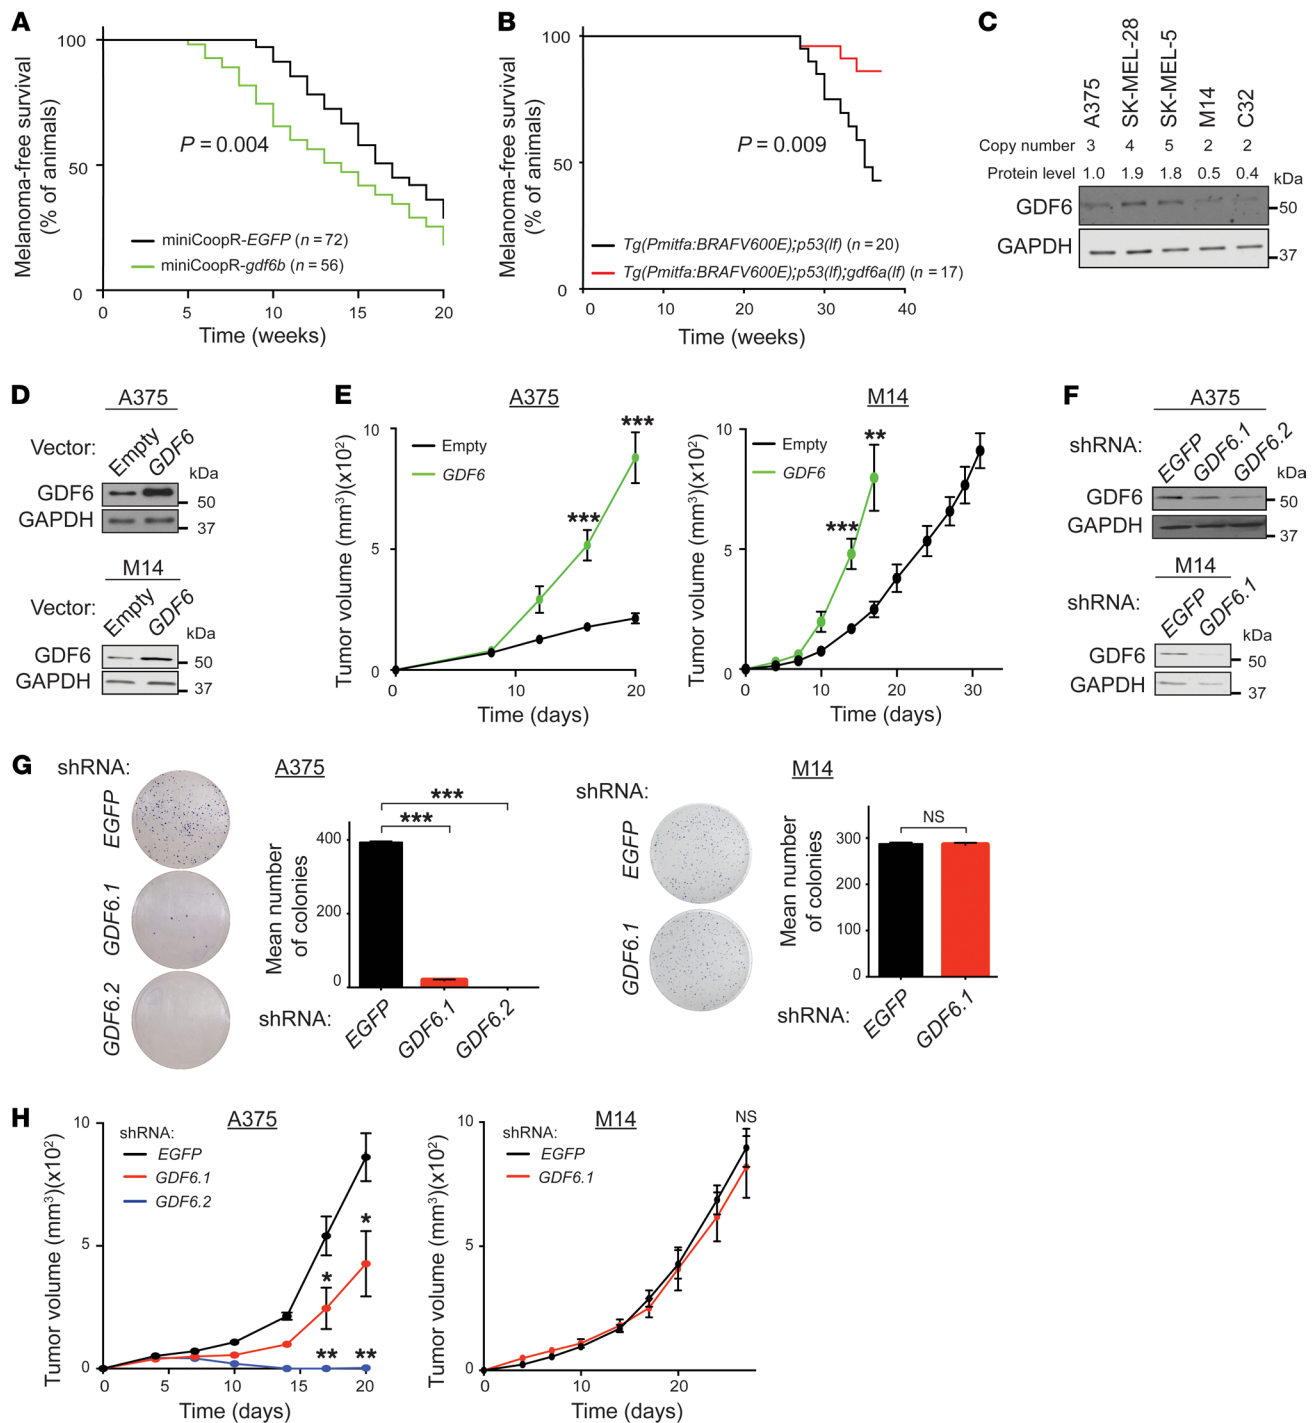 A
100
50
0
Melanoma-free survival
(% of animals)
P = 0.004
miniCoopR-EGFP (n = 72)
miniCoopR-gdf6b (n = 56)
0 5 10 15 20
Time (weeks)
B
100
50
0
Melanoma-free survival
(% of animals)
P = 0.009
Tg(Pmitfa:BRAFV600E);p53(lf) (n = 20)
Tg(Pmitfa:BRAFV600E);p53(lf);gdf6a(lf) (n = 17)
0 10 20 30 40
Time (weeks)
C
A375 SK-MEL-28 SK-MEL-5 M14 C32
Copy number 3 4 5 2 2
Protein level 1.0 1.9 1.8 0.5 0.4 kDa
GDF6 50
GAPDH 37
D
A375
Vector: Empty GDF6
kDa
GDF6 50
GAPDH 37
M14
Vector: Empty GDF6
kDa
GDF6 50
GAPDH 37
E
A375
Tumor volume (mm3)(x102)
10
5
0
Empty
GDF6
***
***
0 10 20
Time (days)
M14
Tumor volume (mm3)(x102)
10
5
0
Empty
GDF6
**
***
0 10 20 30
Time (days)
F
A375
shRNA: EGFP GDF6.1 GDF6.2
kDa
GDF6 50
GAPDH 37
M14
shRNA: EGFP GDF6.1
kDa
GDF6 50
GAPDH 37
G
shRNA:
EGFP
GDF6.1
GDF6.2
A375
***
***
Mean number
of colonies
400
200
0
shRNA: EGFP GDF6.1 GDF6.2
shRNA:
EGFP
GDF6.1
M14
NS
Mean number
of colonies
300
200
100
0
shRNA: EGFP GDF6.1
H
A375
Tumor volume (mm3)(x102)
10
5
0
shRNA:
EGFP
GDF6.1
GDF6.2
*
*
** **
0 5 10 15 20
Time (days)
M14
Tumor volume (mm3)(x102)
10
5
0
shRNA:
EGFP
GDF6.1
NS
0 10 20
Time (days)